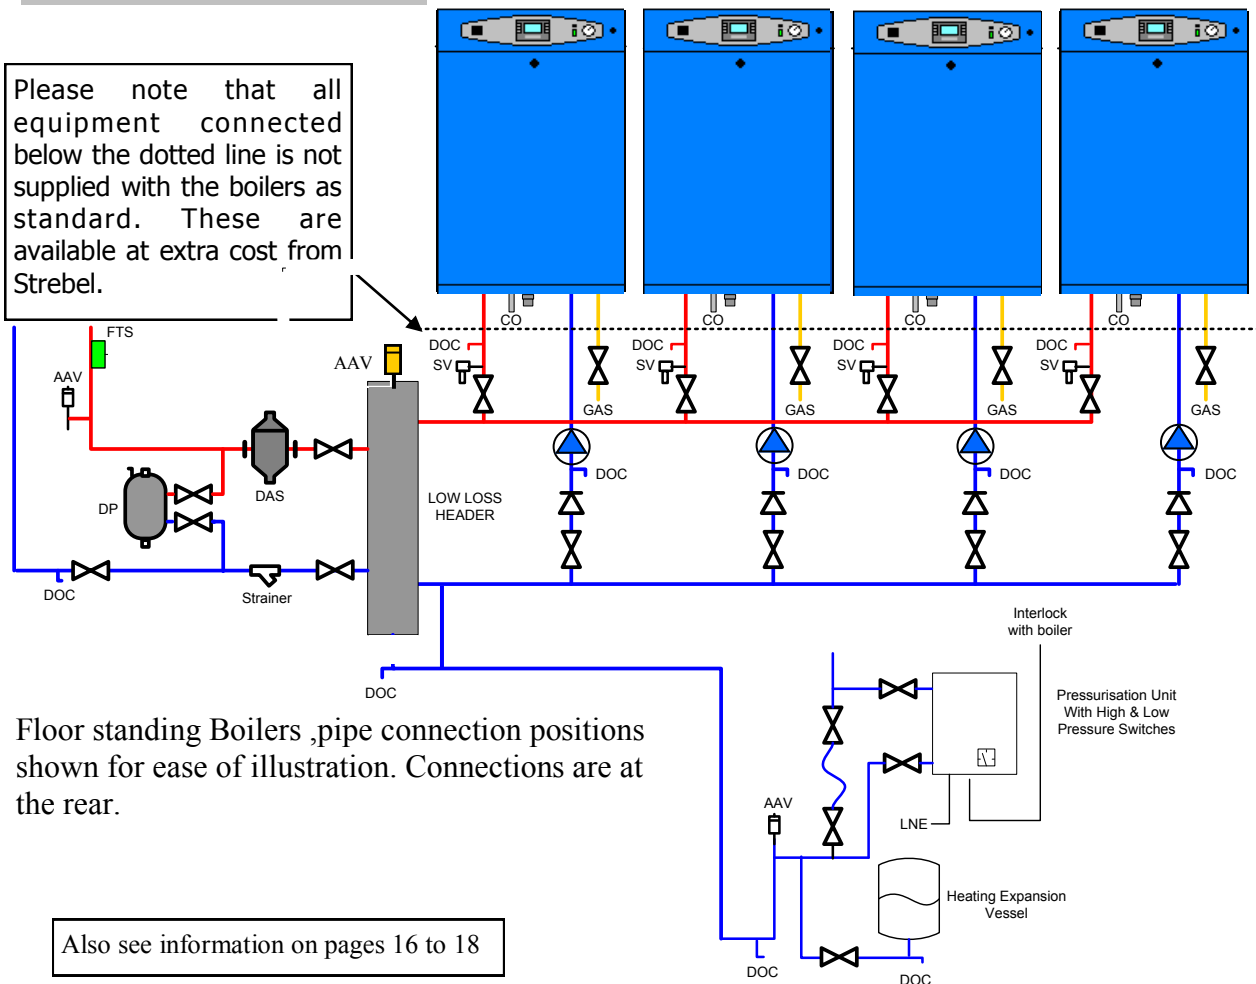 Please note that all
equipment connected
below the dotted line is not
supplied with the boilers as
standard. These are
available at extra cost from
Strebel.
CO
CO
CO
CO
FTS
AAV
AAV
DOC
DOC
DOC
DOC
SV
SV
SV
SV
GAS
GAS
GAS
GAS
DAS
DP
LOW LOSS
HEADER
DOC
DOC
DOC
DOC
DOC
Strainer
DOC
Interlock
with boiler
Pressurisation Unit
With High & Low
Pressure Switches
Floor standing Boilers ,pipe connection positions
shown for ease of illustration. Connections are at
the rear.
AAV
LNE
Heating Expansion
Vessel
Also see information on pages 16 to 18
DOC
DOC